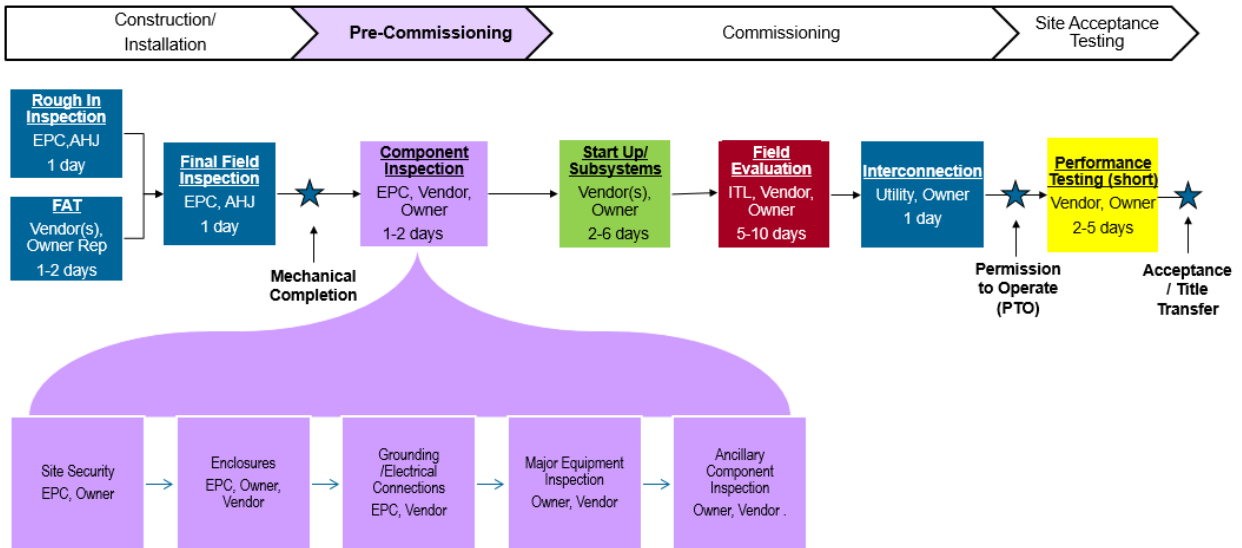 Construction/
Installation
Pre-Commissioning
Commissioning
Site Acceptance
Testing
Rough In
Inspection
EPC,AHJ
1 day
FAT
Vendor(s),
Owner Rep
1-2 days
Final Field
Inspection
EPC, AHJ
1 day
Mechanical
Completion
Component
Inspection
EPC, Vendor,
Owner
1-2 days
Start Up/
Subsystems
Vendor(s),
Owner
2-6 days
Field
Evaluation
ITL, Vendor,
Owner
5-10 days
Interconnection
Utility, Owner
1 day
Permission
to Operate
(PTO)
Performance
Testing (short)
Vendor, Owner
2-5 days
Acceptance
/ Title
Transfer
Site Security
EPC, Owner
Enclosures
EPC, Owner,
Vendor
Grounding
/Electrical
Connections
EPC, Vendor
Major Equipment
Inspection
Owner, Vendor
Ancillary
Component
Inspection
Owner, Vendor .